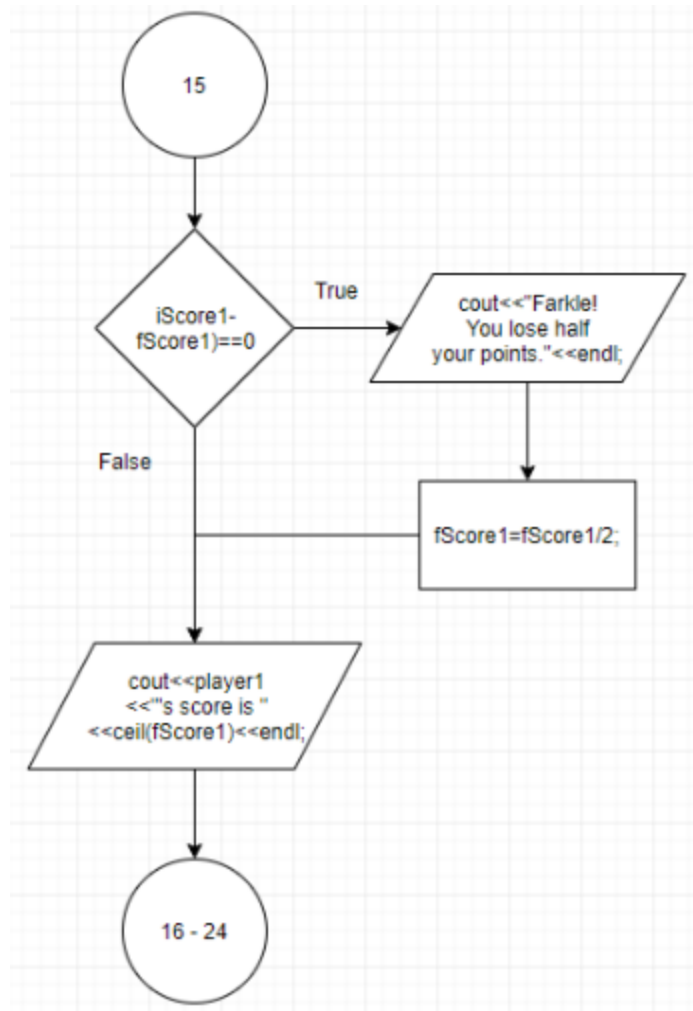 15
iScore1-
fScore1)==0
True
cout<<"Farkle!
You lose half
your points."<<endl;
False
fScore1=fScore1/2;
cout<<player1
<<"'s score is "
<<ceil(fScore1)<<endl;
16 - 24